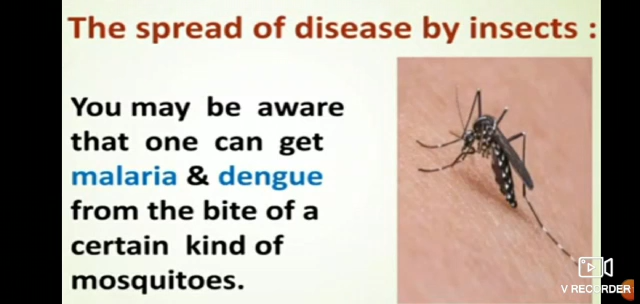 The spread of disease by insects :
You may be aware
that one can get
malaria & dengue
from the bite of a
certain kind of
mosquitoes.
V RECORDER